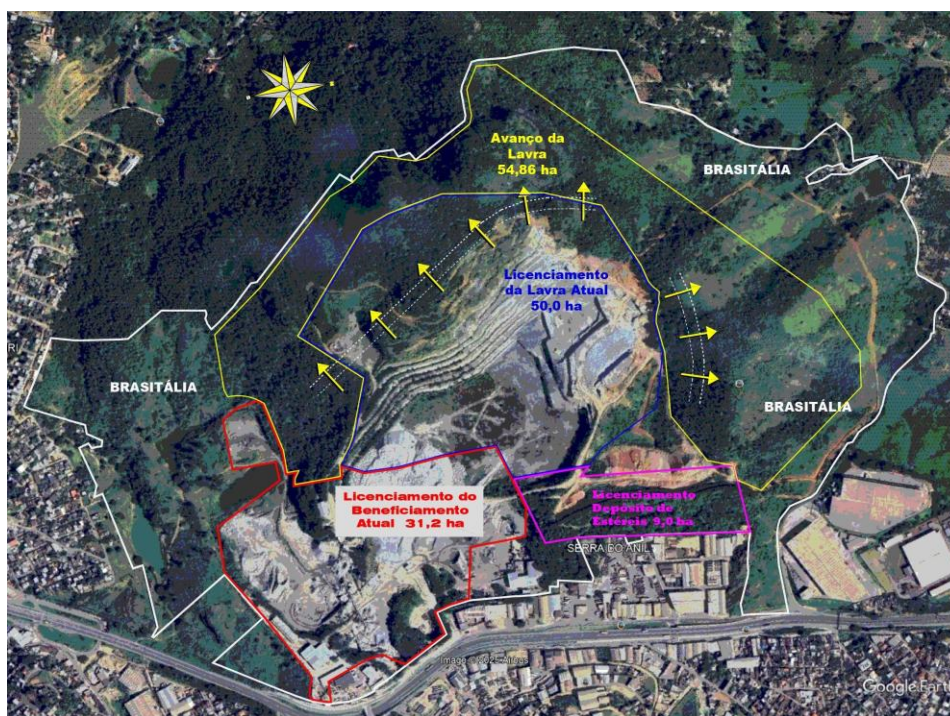 Avanço da
Lavra
54,86 ha
BRASITÁLIA
Licenciamento
da Lavra Atual
50,0 ha
BRASITÁLIA
BRASITÁLIA
Licenciamento do
Beneficiamento
Atual 31,2 ha
Licenciamento
Depósito de
Estéreis 9,0 ha
SERRA DO ANIL
Google Earth